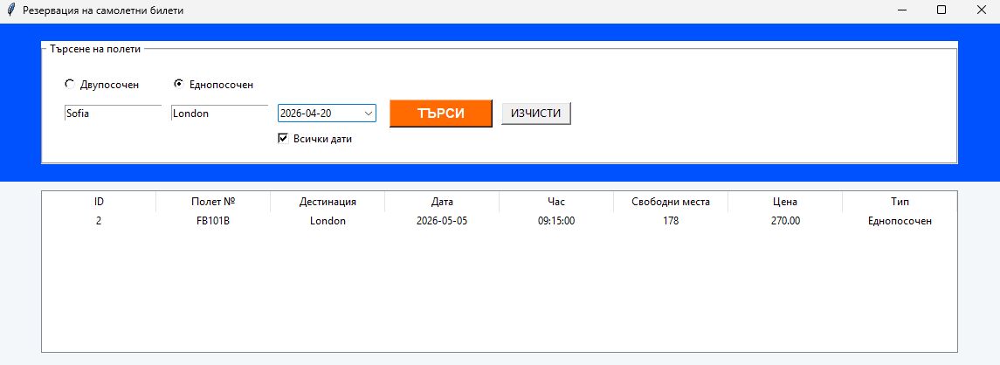 Резервация на самолетни билети
Търсене на полети
Двупосочен Еднопосочен
Sofia London 2026-04-20 ТЪРСИ ИЗЧИСТИ
Всички дати
ID Полет № Дестинация Дата Час Свободни места Цена Тип
2 FB101B London 2026-05-05 09:15:00 178 270.00 Еднопосочен